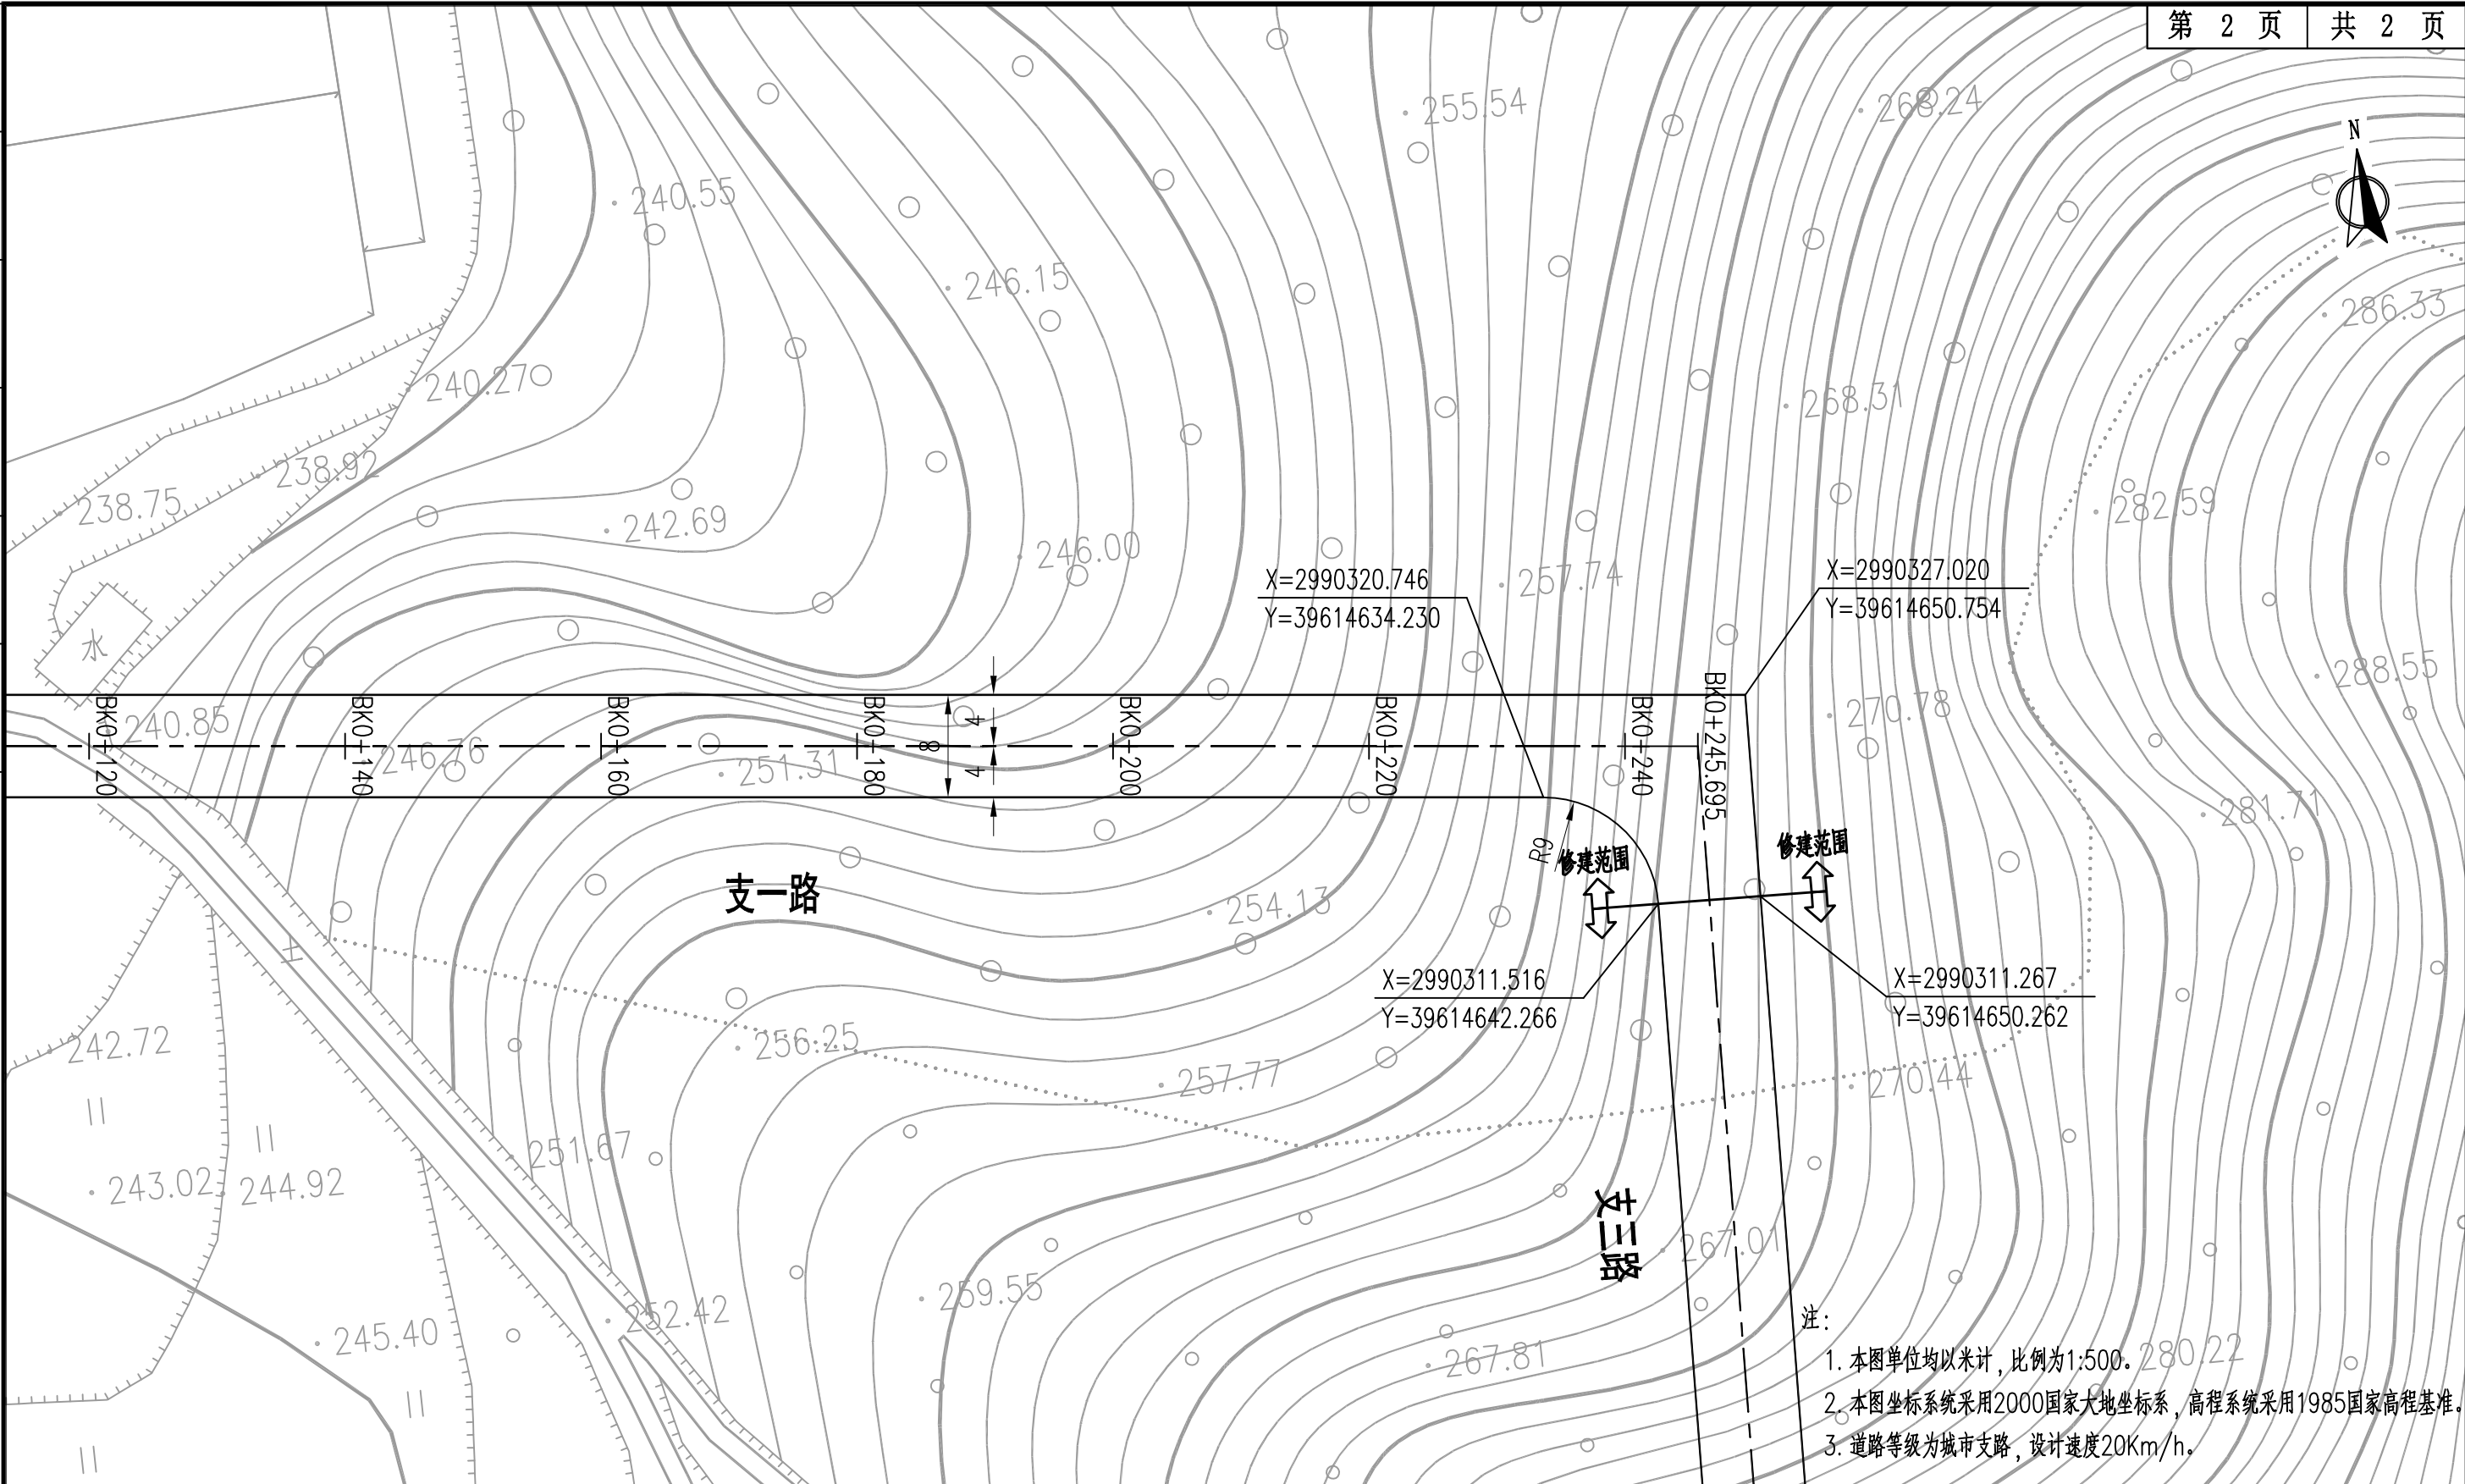 第 2 页 共 2 页
N
255.54
268.24
240.55
246.15
286.33
240.27
268.31
238.92
238.75
242.69
282.59
246.00
257.74
X=2990320.746
Y=39614634.230
X=2990327.020
Y=39614650.754
水
288.55
240.85
246.76
251.31
270.78
281.71
BK0+120
BK0+140
BK0+160
BK0+180
BK0+200
BK0+220
BK0+240
BK0+245.695
4
8
4
R9
修建范围
修建范围
支一路
254.13
土
X=2990311.516
Y=39614642.266
X=2990311.267
Y=39614650.262
242.72
256.25
257.77
270.44
251.67
243.02
244.92
支三路
267.01
259.55
252.42
245.40
267.81
280.22
注:
1. 本图单位均以米计,比例为1:500。
2. 本图坐标系统采用2000国家大地坐标系,高程系统采用1985国家高程基准。
3. 道路等级为城市支路,设计速度20Km/h。